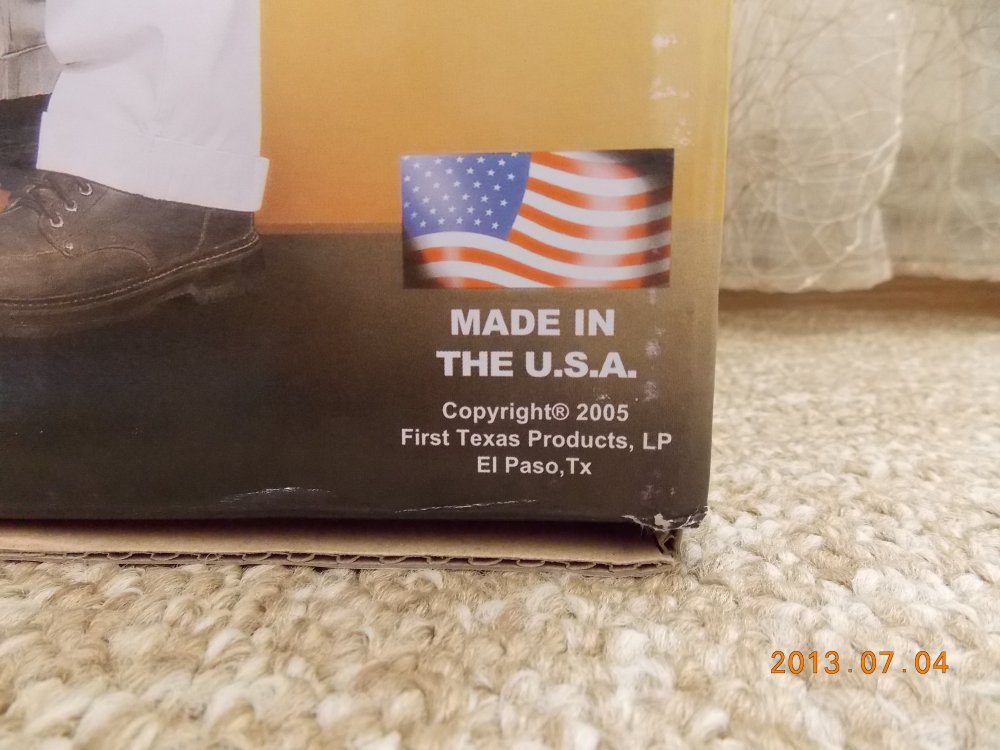 MADE IN
THE U.S.A.
Copyright® 2005
First Texas Products, LP
El Paso,Tx
2013.07.04